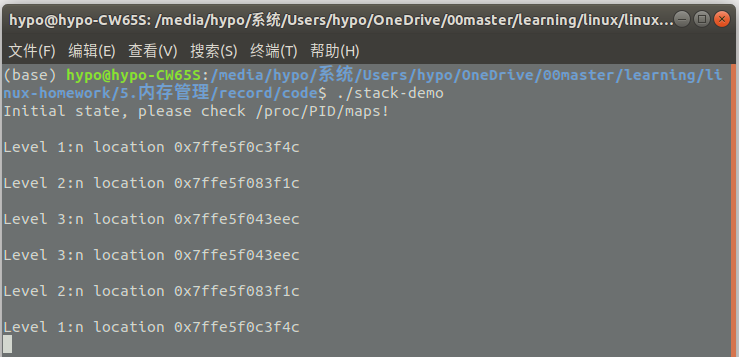 hypo@hypo-CW65S: /media/hypo/系统/Users/hypo/OneDrive/00master/learning/linux/linux...
文件(F) 编辑(E) 查看(V) 搜索(S) 终端(T) 帮助(H)
(base) hypo@hypo-CW65S:/media/hypo/系统/Users/hypo/OneDrive/00master/learning/li
nux-homework/5.内存管理/record/code$ ./stack-demo
Initial state, please check /proc/PID/maps!
Level 1:n location 0x7ffe5f0c3f4c
Level 2:n location 0x7ffe5f083f1c
Level 3:n location 0x7ffe5f043eec
Level 3:n location 0x7ffe5f043eec
Level 2:n location 0x7ffe5f083f1c
Level 1:n location 0x7ffe5f0c3f4c